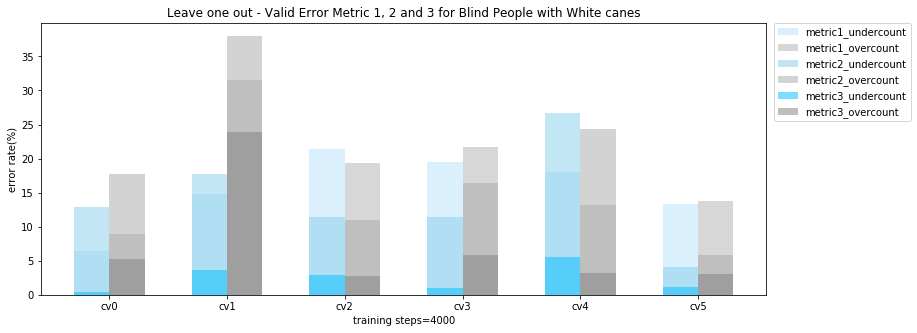 Leave one out - Valid Error Metric 1, 2 and 3 for Blind People with White canes
metric1_undercount
metric1_overcount
metric2_undercount
metric2_overcount
metric3_undercount
metric3_overcount
error rate(%)
35
30
25
20
15
10
5
0
cv0
cv1
cv2
cv3
cv4
cv5
training steps=4000